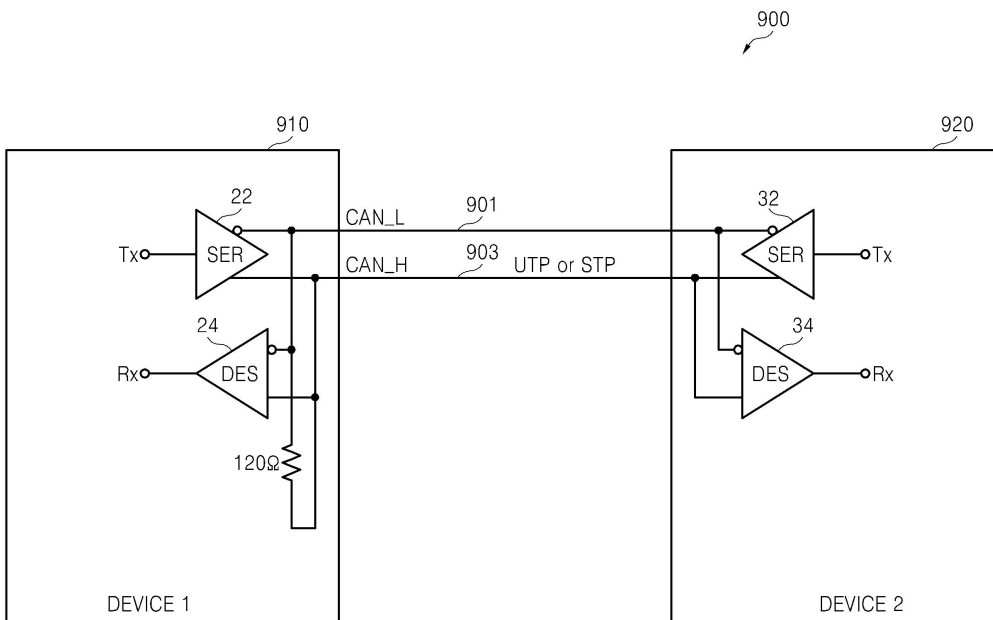 900
910
920
22
CAN_L
901
32
Tx
SER
SER
Tx
CAN_H
903
UTP or STP
24
34
Rx
DES
DES
Rx
120Ω
DEVICE 1
DEVICE 2